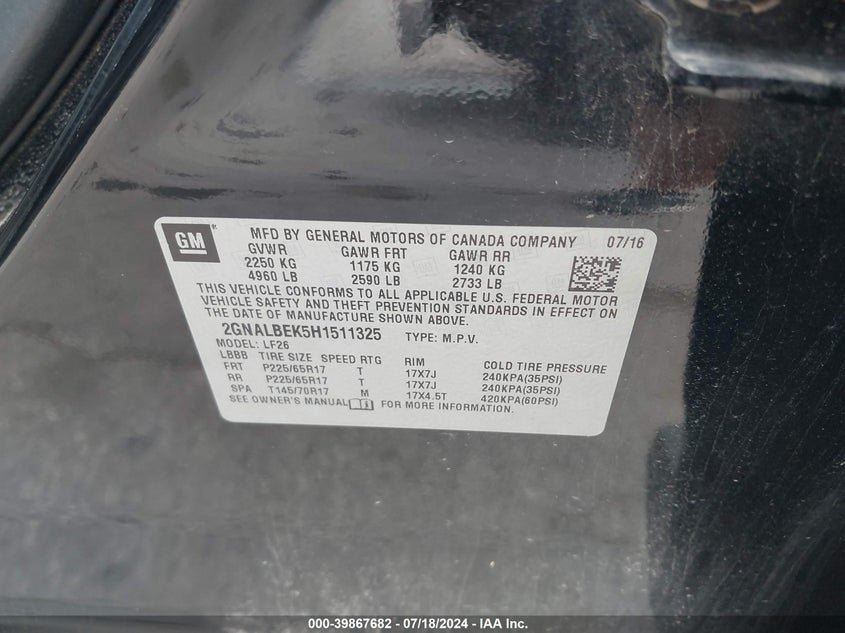 GM
MFD BY GENERAL MOTORS OF CANADA COMPANY 07/16
GVWR GAWR FRT GAWR RR
2250 KG 1175 KG 1240 KG
4960 LB 2590 LB 2733 LB
THIS VEHICLE CONFORMS TO ALL APPLICABLE U.S. FEDERAL MOTOR
VEHICLE SAFETY AND THEFT PREVENTION STANDARDS IN EFFECT ON
THE DATE OF MANUFACTURE SHOWN ABOVE.
2GNALBEK5H1511325 TYPE: M.P.V.
MODEL: LF26
LBBB TIRE SIZE SPEED RTG RIM COLD TIRE PRESSURE
FRT P225/65R17 T 17X7J 240KPA(35PSI)
RR P225/65R17 T 17X7J 240KPA(35PSI)
SPA T145/70R17 M 17X4.5T 420KPA(60PSI)
SEE OWNER'S MANUAL FOR MORE INFORMATION.
000-39867682 - 07/18/2024 - IAA Inc.